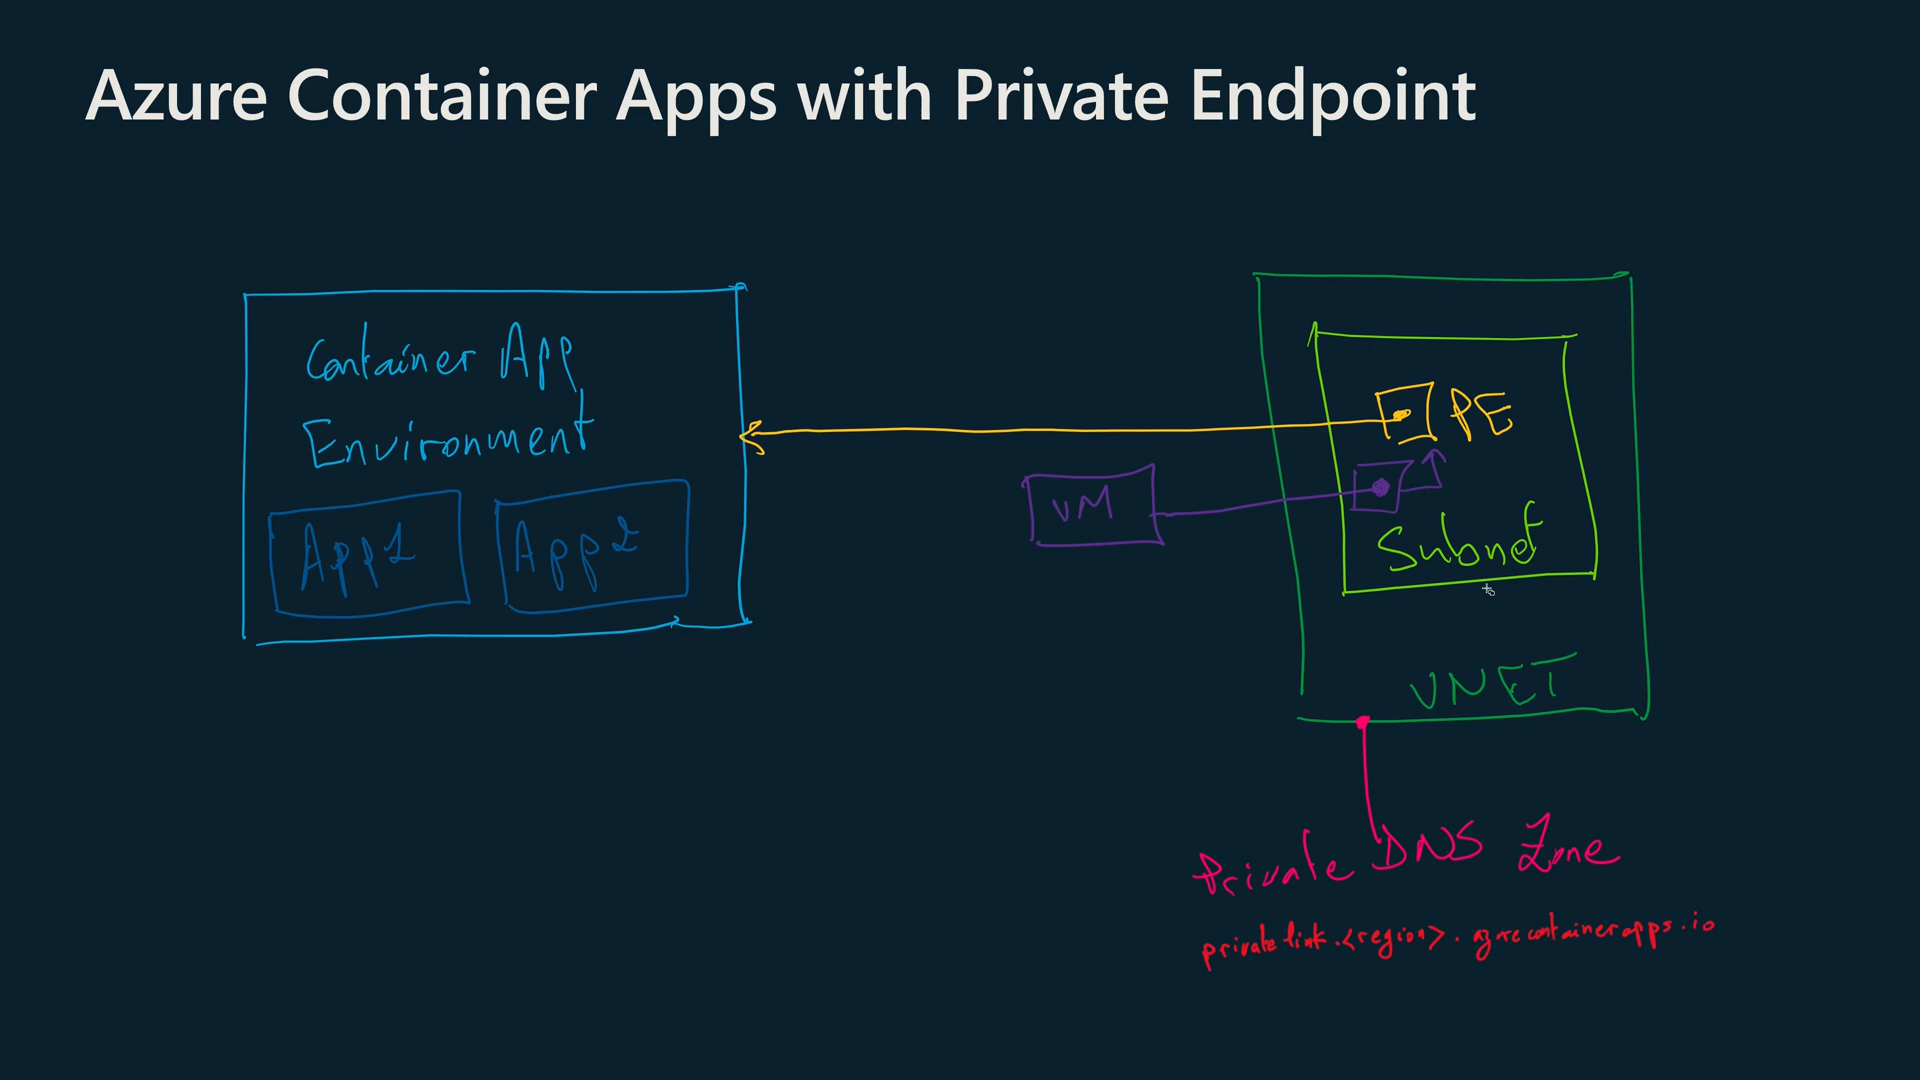 Azure Container Apps with Private Endpoint
Container App
Environment
App1
App2
VM
PE
Subnet
VNET
Private DNS Zone
privatelink.<region>.azurecontainerapps.io